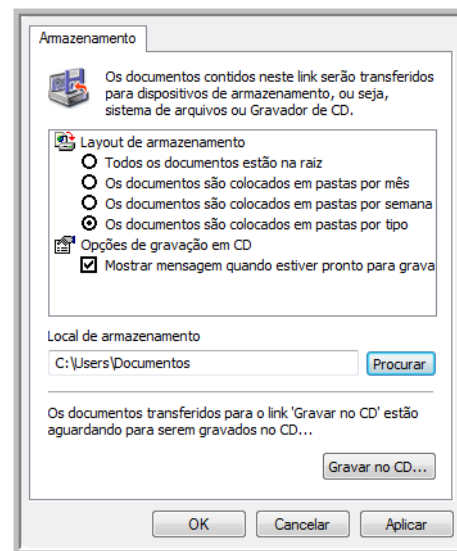 Armazenamento
Os documentos contidos neste link serão transferidos
para dispositivos de armazenamento, ou seja,
sistema de arquivos ou Gravador de CD.
Layout de armazenamento
Todos os documentos estão na raiz
Os documentos são colocados em pastas por mês
Os documentos são colocados em pastas por semana
Os documentos são colocados em pastas por tipo
Opções de gravação em CD
Mostrar mensagem quando estiver pronto para grava
Local de armazenamento
C:\Users\Documentos
Procurar
Os documentos transferidos para o link 'Gravar no CD' estão
aguardando para serem gravados no CD...
Gravar no CD...
OK Cancelar Aplicar